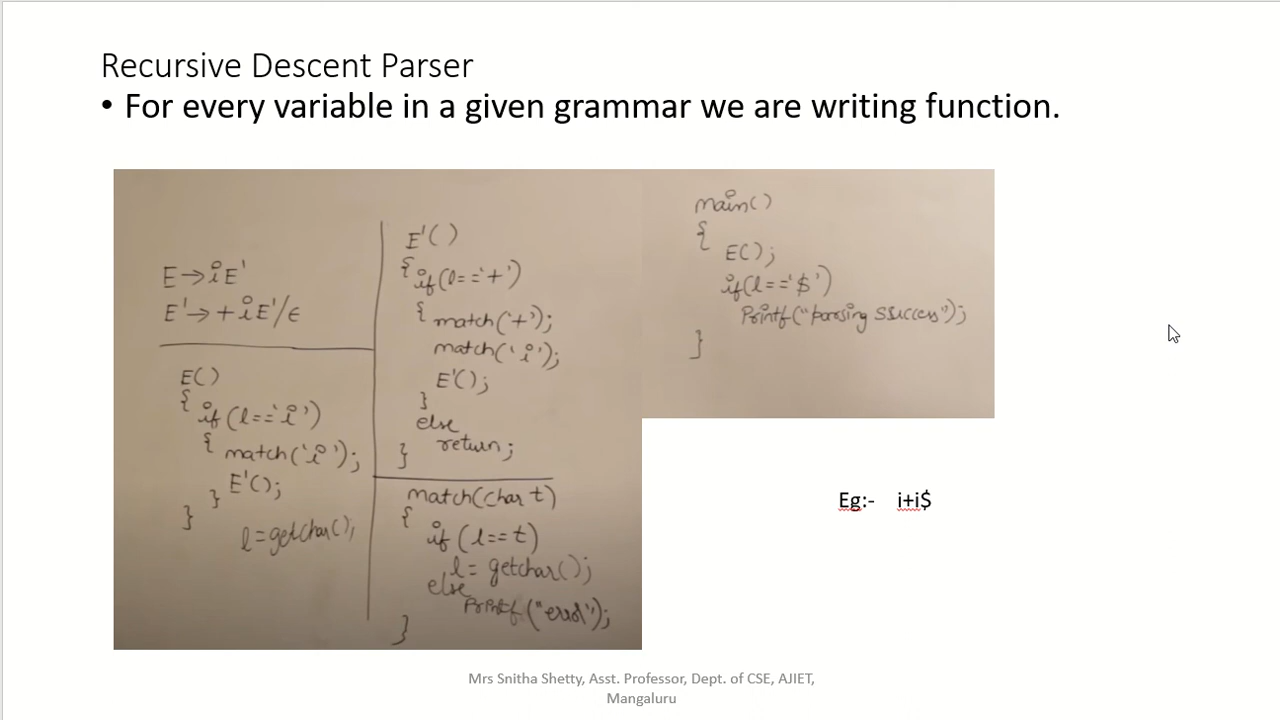 Recursive Descent Parser
• For every variable in a given grammar we are writing function.
E→iE'
E'→+iE'/ϵ
E()
{ if(l=='i')
{ match('i');
E'();
}
}
l=getchar();
E'()
{ if(l=='+')
{ match('+');
match('i');
E'();
}
else
return;
}
match(char t)
{
if(l==t)
l= getchar();
else
Printf("error");
}
main()
{
E();
if(l=='$')
Printf("parsing success");
}
Eg:- i+i$
Mrs Snitha Shetty, Asst. Professor, Dept. of CSE, AJIET,
Mangaluru